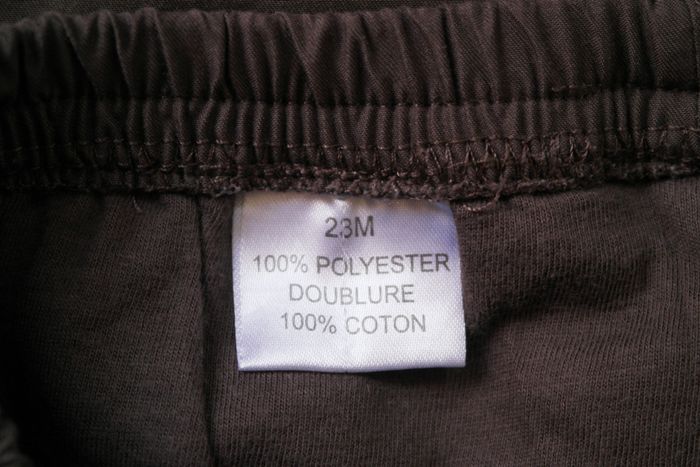 23M
100% POLYESTER
DOUBLURE
100% COTON